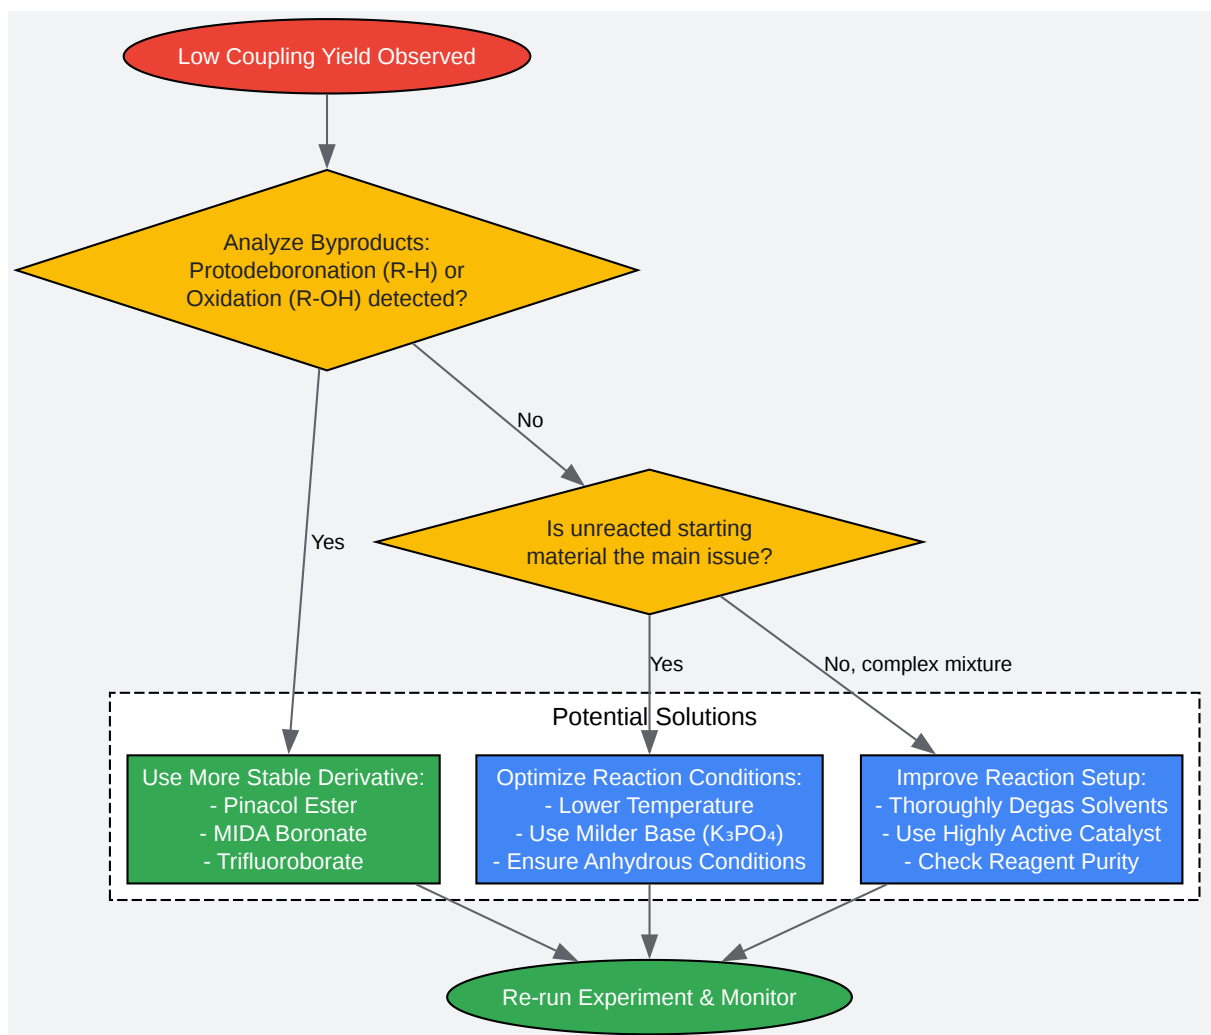 Low Coupling Yield Observed
Analyze Byproducts:
Protodeboronation (R-H) or
Oxidation (R-OH) detected?
No
Is unreacted starting
material the main issue?
Yes
Yes
No, complex mixture
Potential Solutions
Use More Stable Derivative:
- Pinacol Ester
- MIDA Boronate
- Trifluoroborate
Optimize Reaction Conditions:
- Lower Temperature
- Use Milder Base (K₃PO₄)
- Ensure Anhydrous Conditions
Improve Reaction Setup:
- Thoroughly Degas Solvents
- Use Highly Active Catalyst
- Check Reagent Purity
Re-run Experiment & Monitor